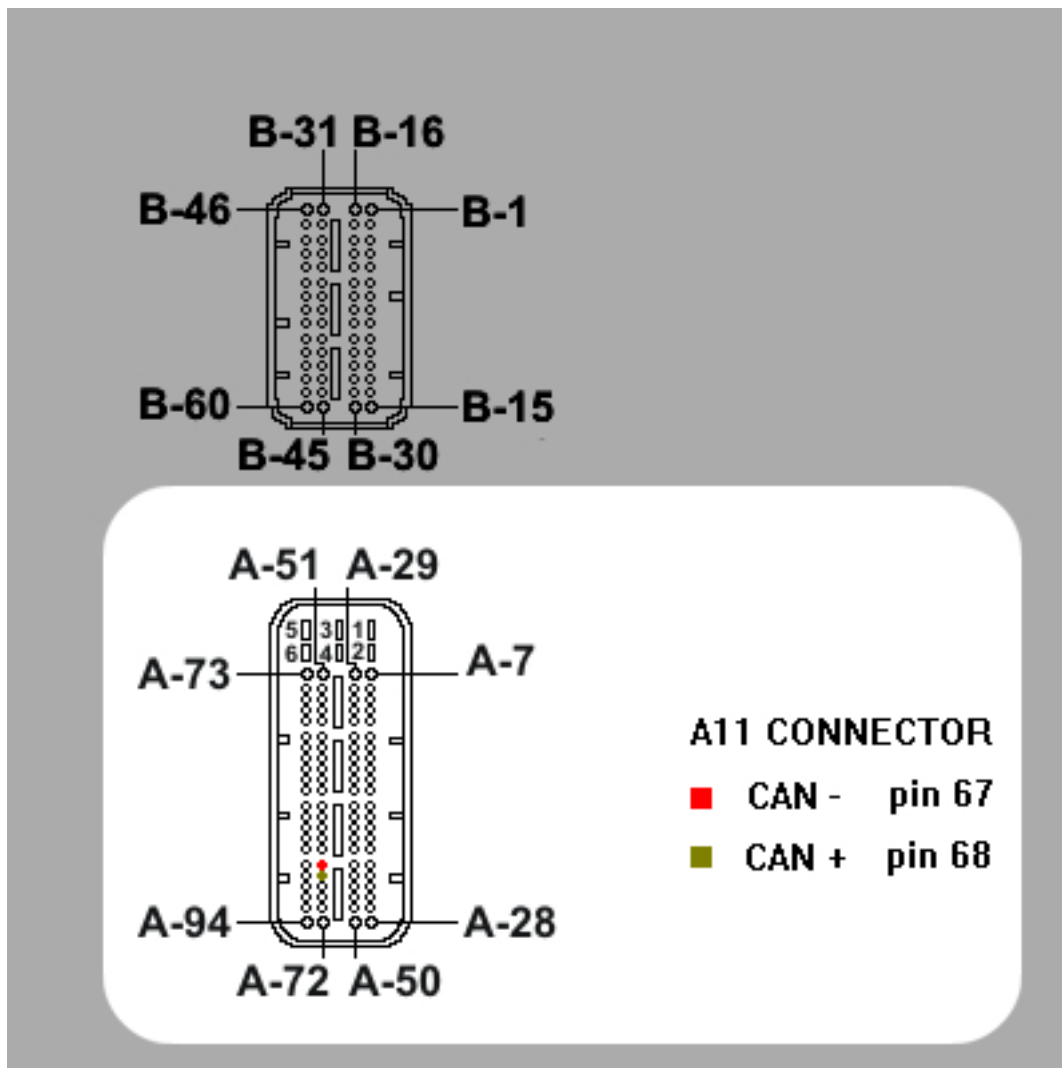 B-31 B-16
B-46 B-1
B-60 B-15
B-45 B-30
A-51 A-29
5 3 1
6 4 2
A-73 A-7
A11 CONNECTOR
CAN - pin 67
CAN + pin 68
A-94 A-28
A-72 A-50